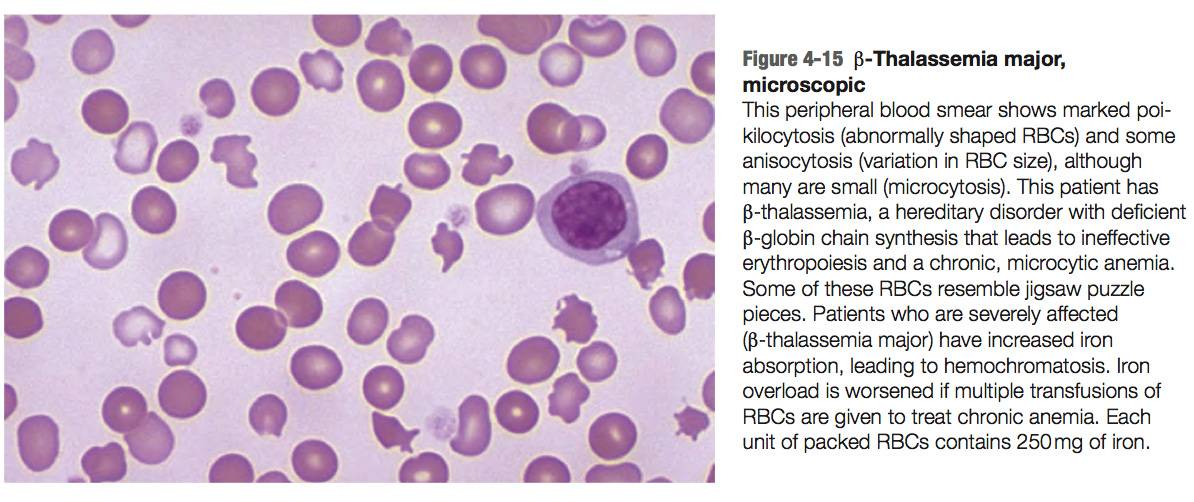 Figure 4-15 β-Thalassemia major,
microscopic
This peripheral blood smear shows marked poi-
kilocytosis (abnormally shaped RBCs) and some
anisocytosis (variation in RBC size), although
many are small (microcytosis). This patient has
β-thalassemia, a hereditary disorder with deficient
β-globin chain synthesis that leads to ineffective
erythropoiesis and a chronic, microcytic anemia.
Some of these RBCs resemble jigsaw puzzle
pieces. Patients who are severely affected
(β-thalassemia major) have increased iron
absorption, leading to hemochromatosis. Iron
overload is worsened if multiple transfusions of
RBCs are given to treat chronic anemia. Each
unit of packed RBCs contains 250 mg of iron.